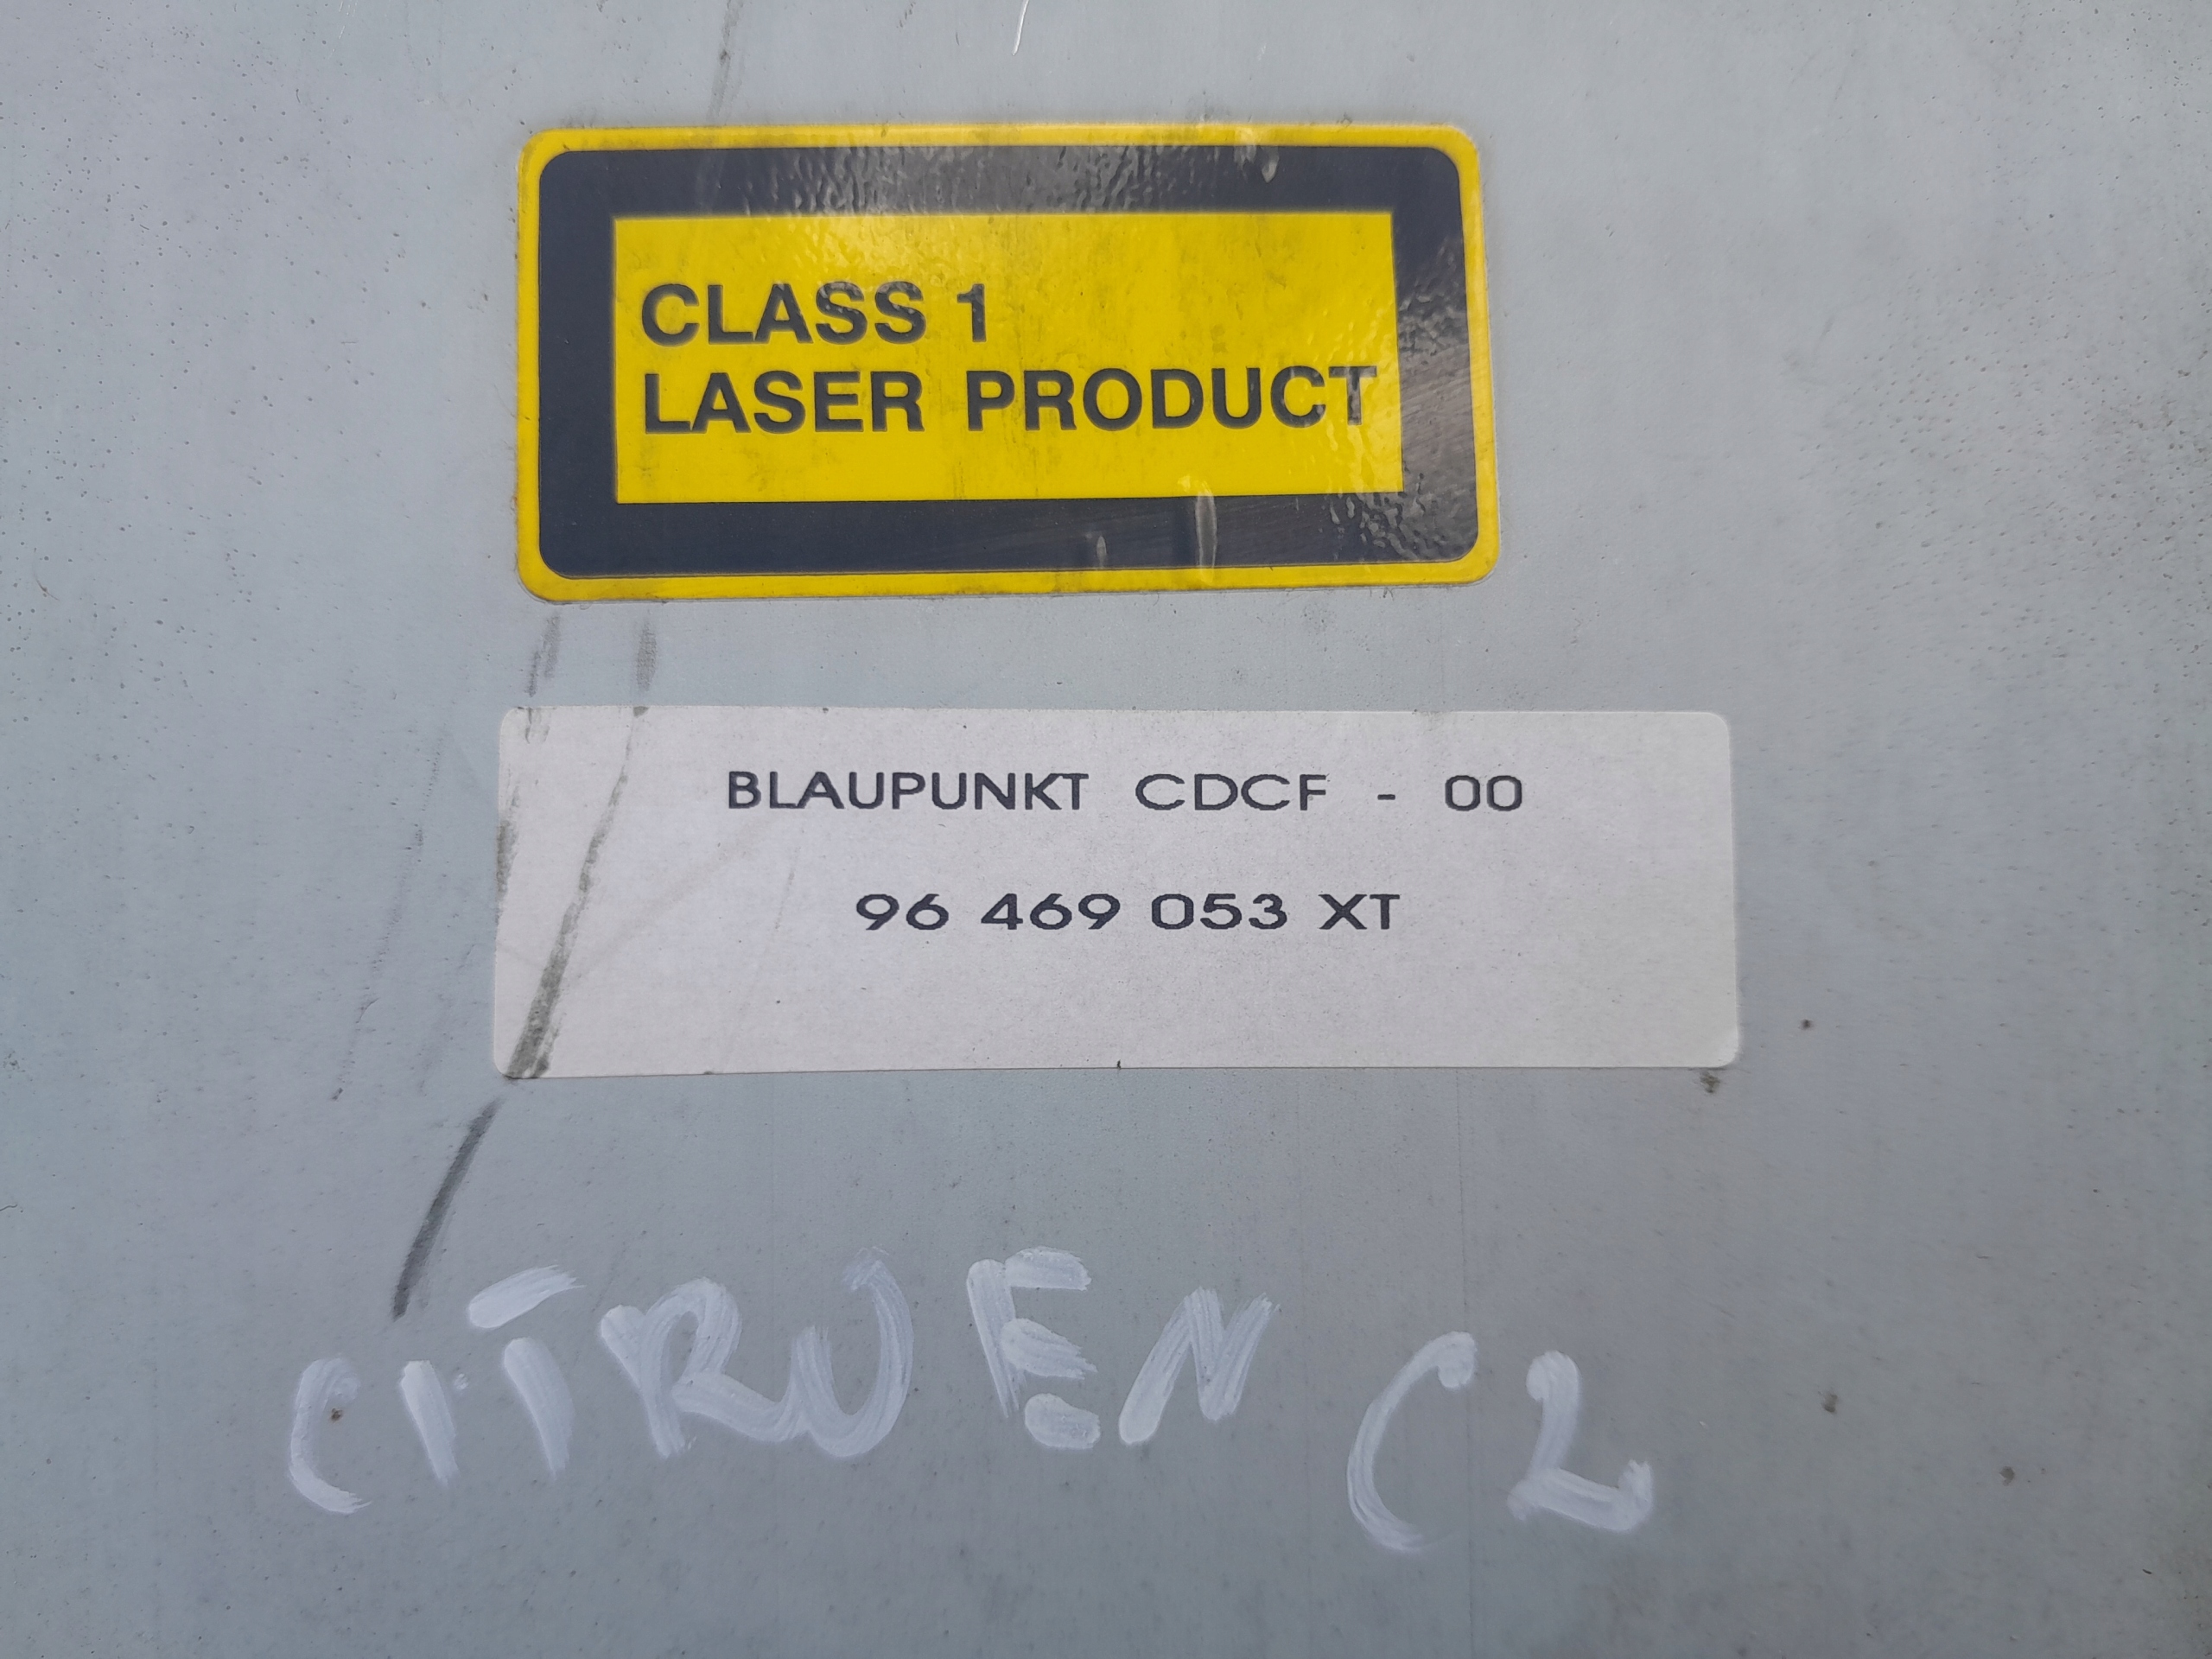 CLASS 1
LASER PRODUCT
BLAUPUNKT CDCF - 00
96 469 053 XT
CITROEN C2